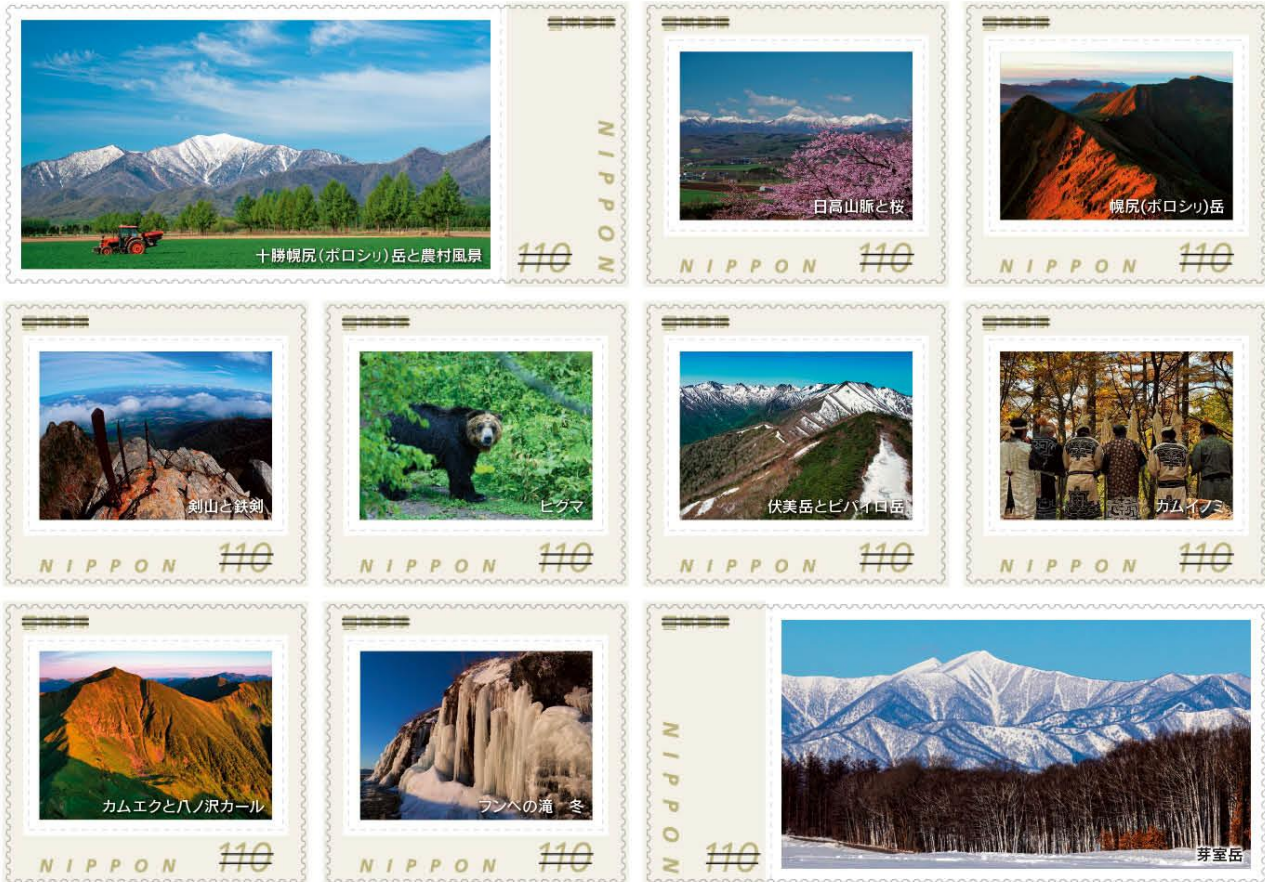 十勝幌尻(ポロシリ)岳と農村風景
NIPPON
110
日高山脈と桜
NIPPON 110
幌尻(ポロシリ)岳
NIPPON 110
剣山と鉄剣
NIPPON 110
ヒグマ
NIPPON 110
伏美岳とピパイロ岳
NIPPON 110
カムイノミ
NIPPON 110
カムエクと八ノ沢カール
NIPPON 110
フンベの滝 冬
NIPPON 110
NIPPON
110
芽室岳